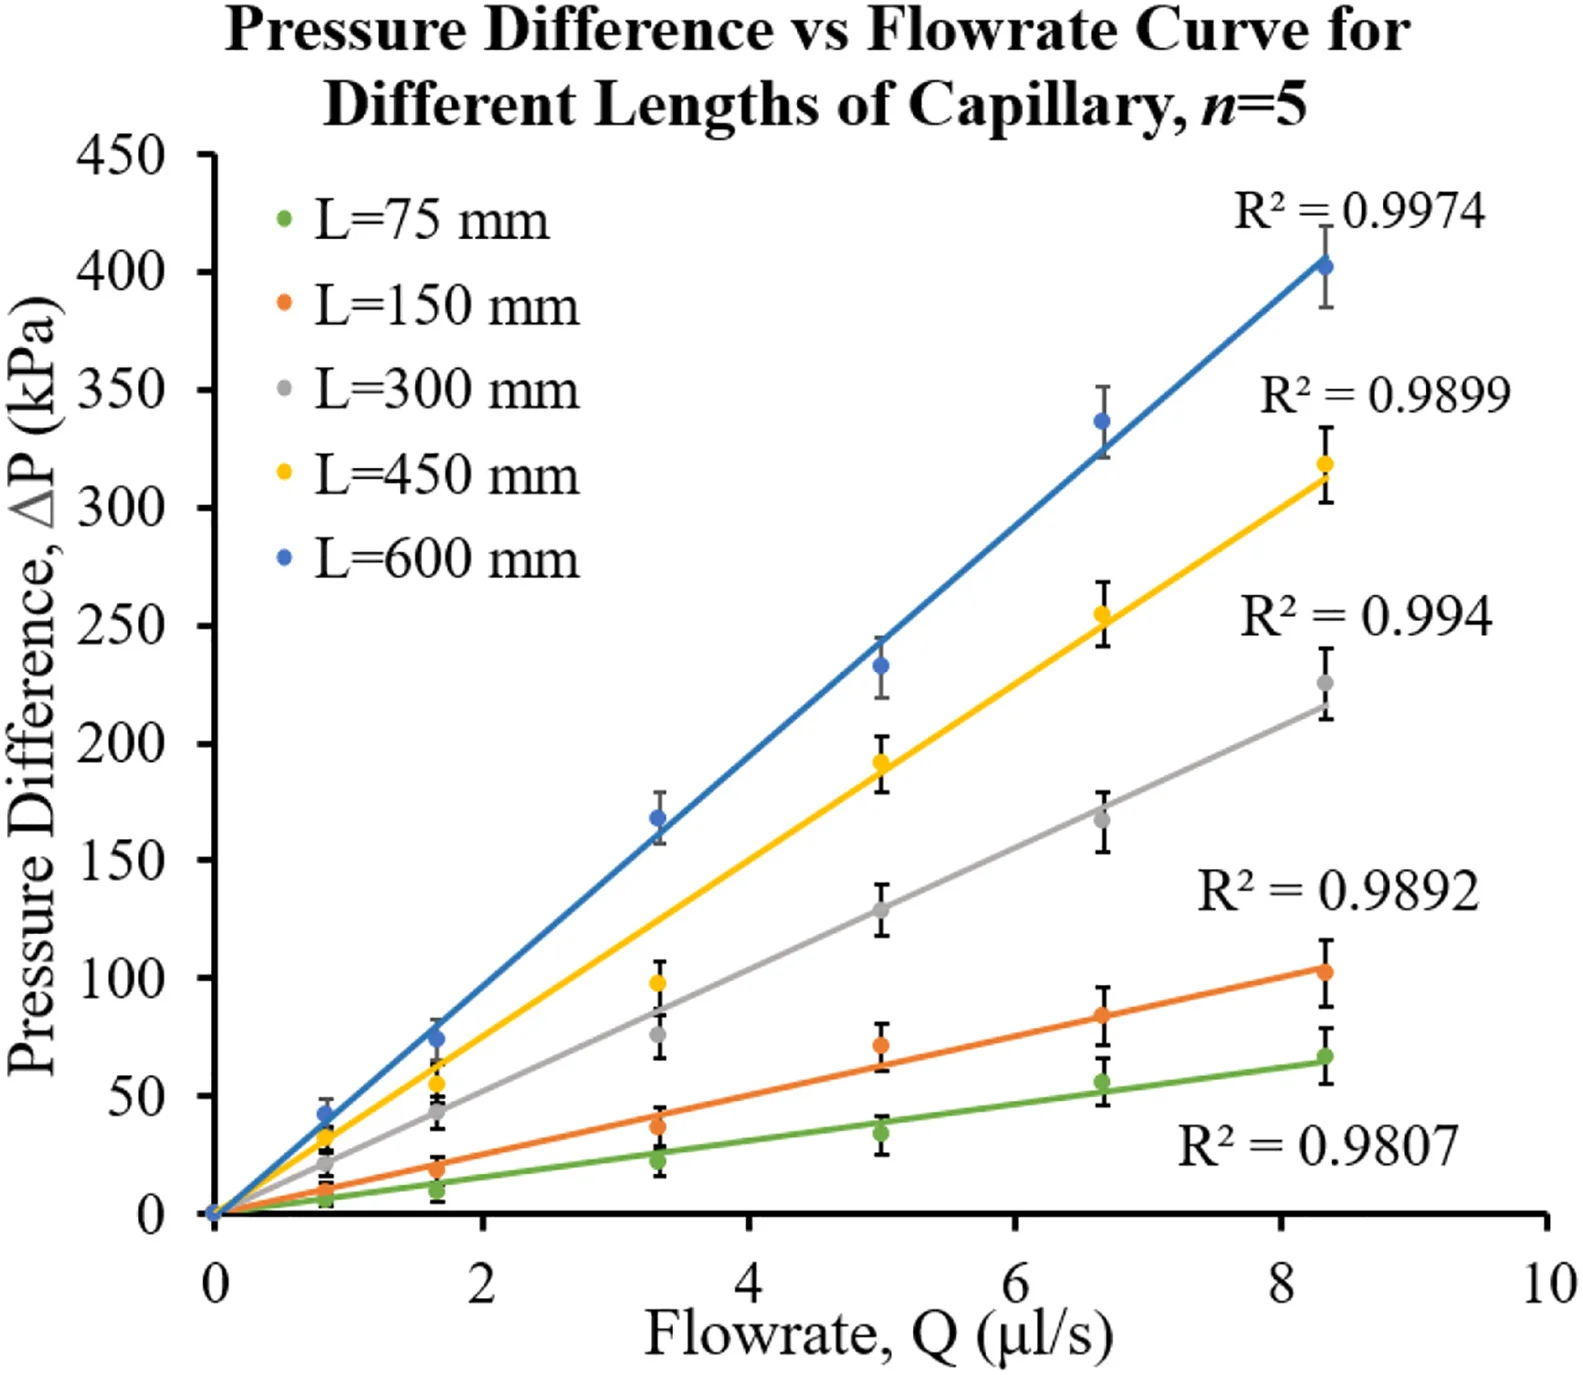 Pressure Difference vs Flowrate Curve for
Different Lengths of Capillary, n=5
Pressure Difference, ΔP (kPa)
450
400
350
300
250
200
150
100
50
0
L=75 mm
L=150 mm
L=300 mm
L=450 mm
L=600 mm
R² = 0.9974
R² = 0.9899
R² = 0.994
R² = 0.9892
R² = 0.9807
0 2 4 6 8 10
Flowrate, Q (μl/s)